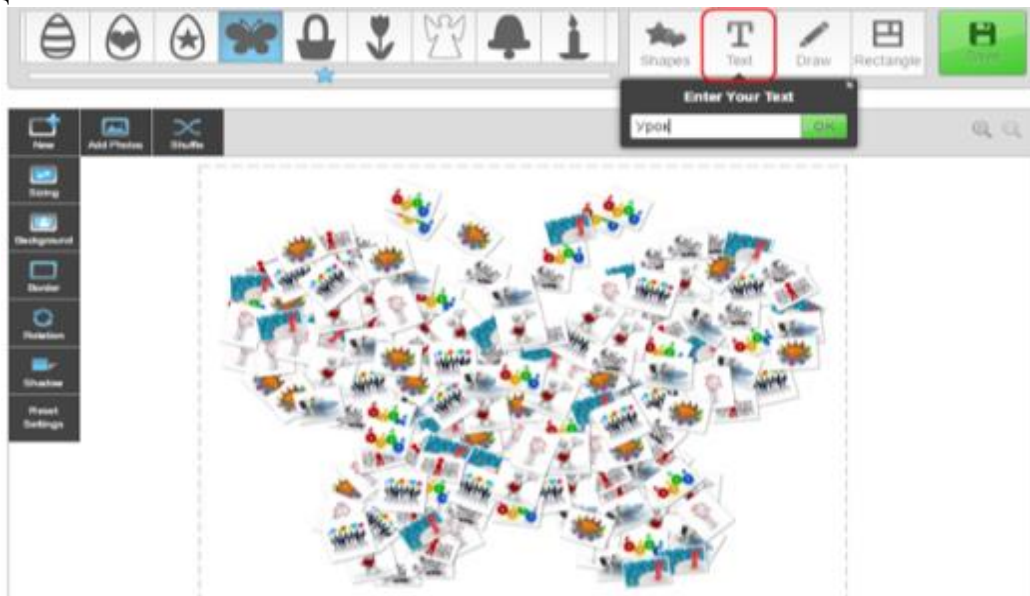 Shapes
Text
Draw
Rectangle
Save
Enter Your Text
Урок
OK
New
Add Photos
Shuffle
Sizing
Background
Border
Rotation
Shadow
Reset
Settings